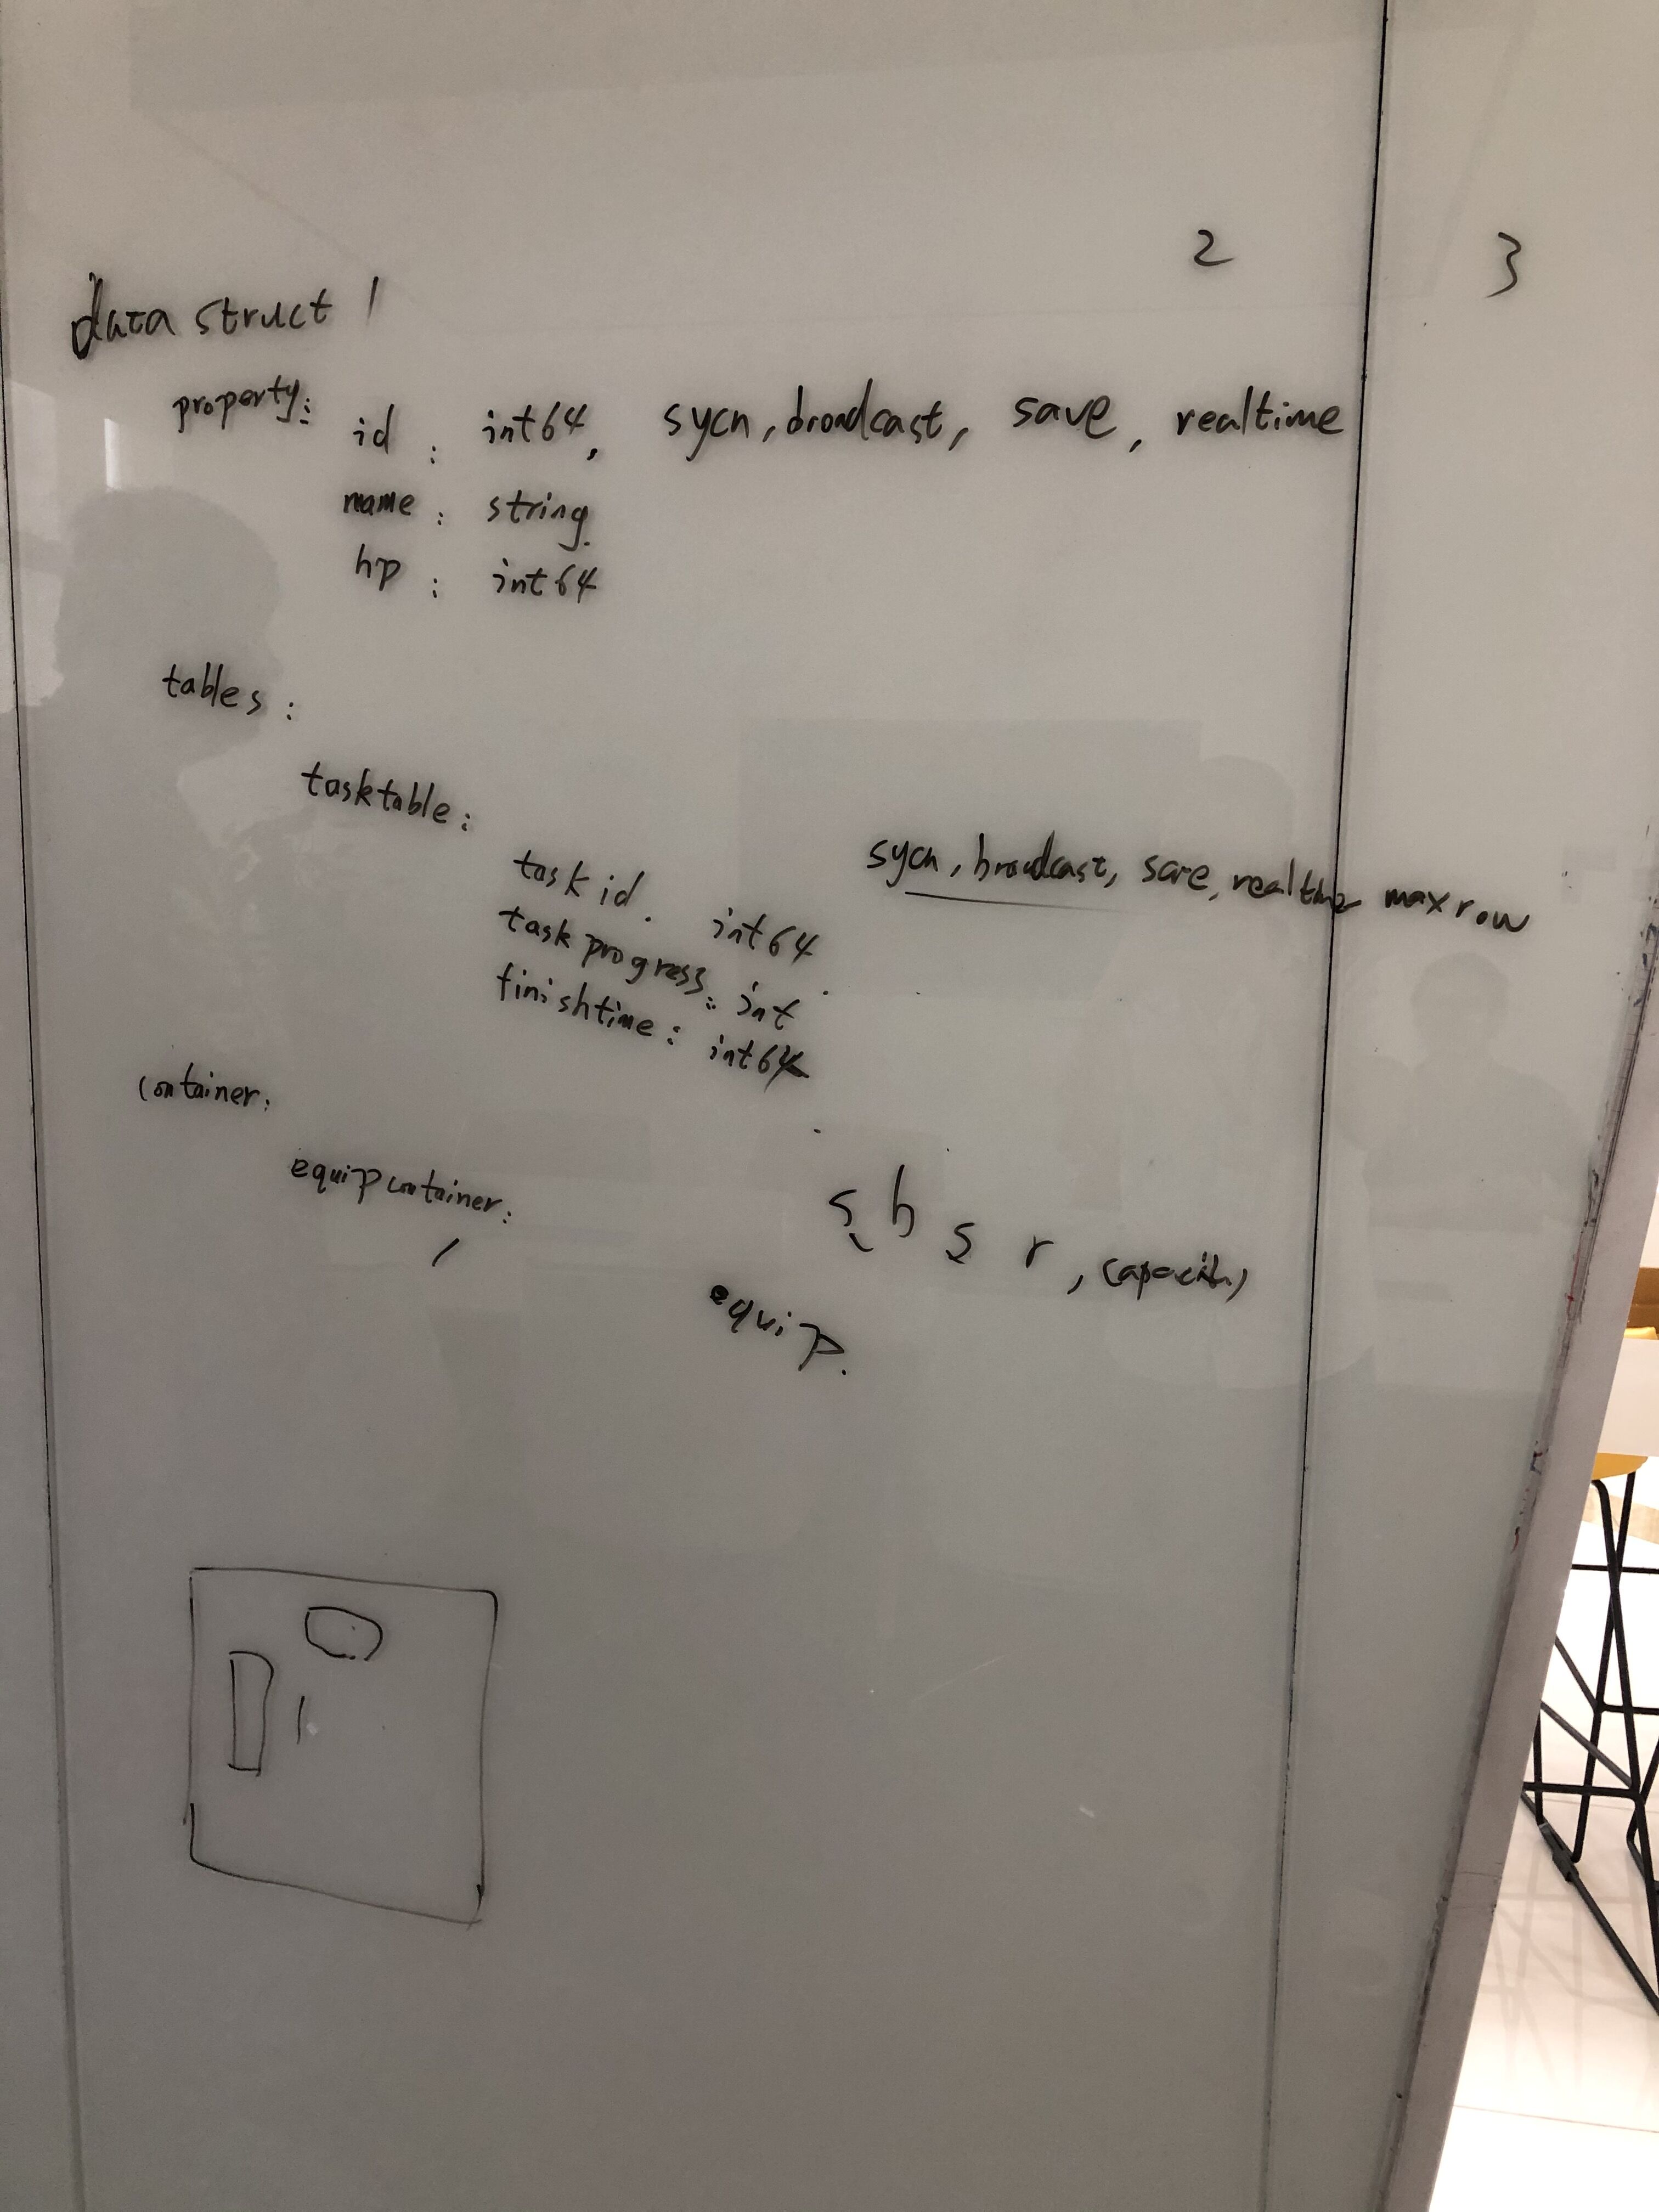 2 3
data struct 1
property: id : int64, sycn, broadcast, save, realtime
name : string
hp : int64
tables :
tasktable :
sycn, broadcast, save, realtime maxrow
task id . int64
task progress : int
finishtime : int64
container:
equipcontainer:
s b s r , capacity
equip.